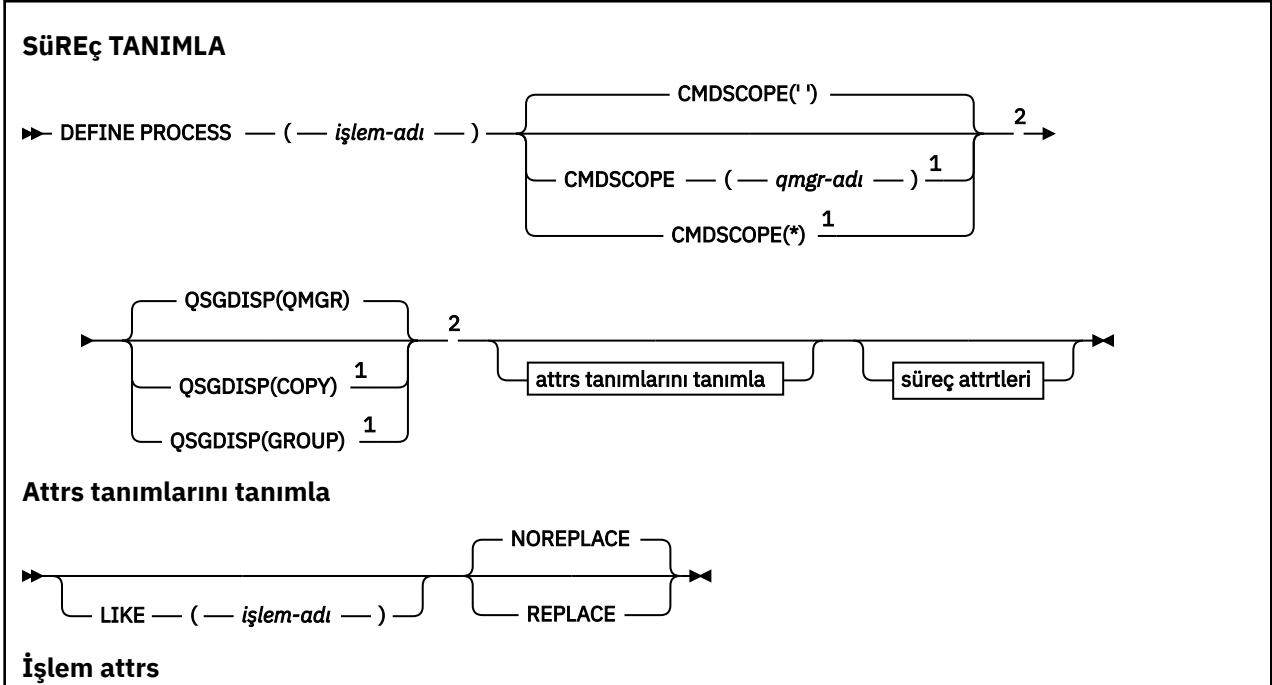 SüREç TANIMLA
CMDSCOPE(' ')
DEFINE PROCESS ( işlem-adı ) 2
CMDSCOPE ( qmgr-adı ) 1
CMDSCOPE(*) 1
QSGDISP(QMGR)
2
QSGDISP(COPY) 1
attrs tanımlarını tanımla süreç attrtleri
QSGDISP(GROUP) 1
Attrs tanımlarını tanımla
NOREPLACE
LIKE ( işlem-adı ) REPLACE
İşlem attrs